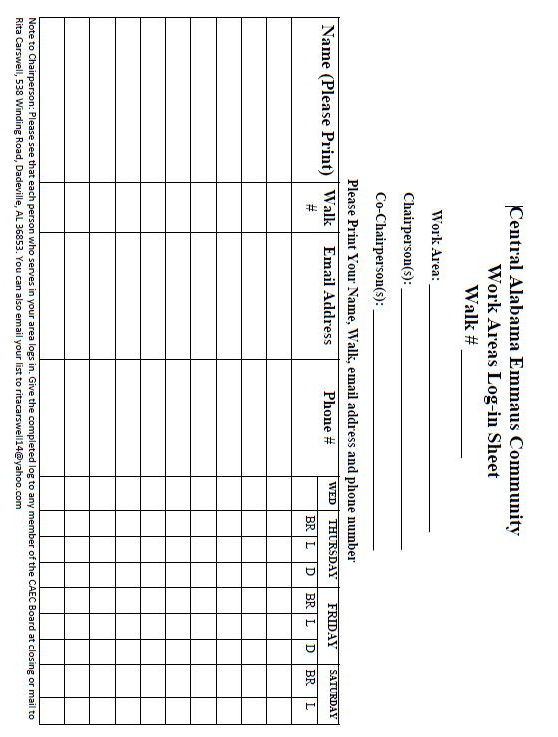 Central Alabama Emmaus Community
Work Areas Log-in Sheet
Walk # ________
Work Area: ________
Chairperson(s): ________
Co-Chairperson(s): ________
Please Print Your Name, Walk, email address and phone number
Name (Please Print) Walk # Email Address Phone # WED THURSDAY FRIDAY SATURDAY
BR L D BR L D BR L
Note to Chairperson: Please see that each person who serves in your area logs in. Give the completed log to any member of the CAEC Board at closing or mail to
Rita Carswell, 538 Winding Road, Dadeville, AL 36853. You can also email your list to ritacarswell14@yahoo.com